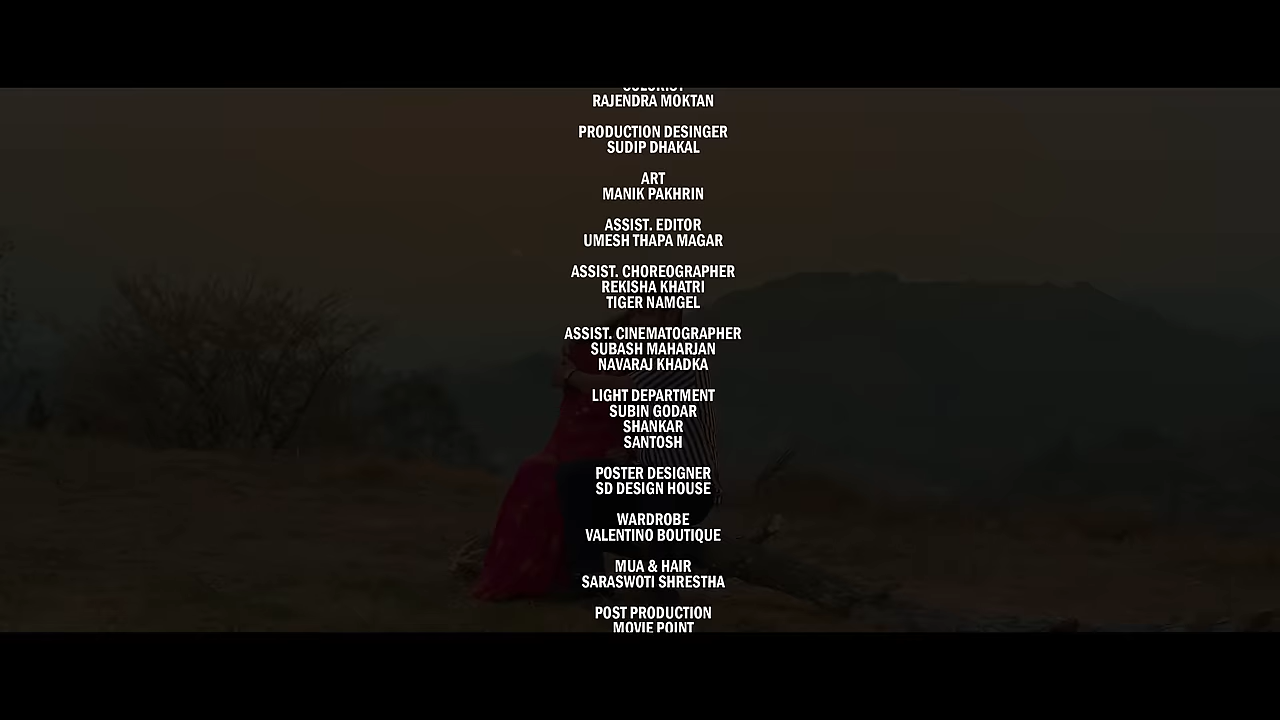 COLORIST
RAJENDRA MOKTAN
PRODUCTION DESINGER
SUDIP DHAKAL
ART
MANIK PAKHRIN
ASSIST. EDITOR
UMESH THAPA MAGAR
ASSIST. CHOREOGRAPHER
REKISHA KHATRI
TIGER NAMGEL
ASSIST. CINEMATOGRAPHER
SUBASH MAHARJAN
NAVARAJ KHADKA
LIGHT DEPARTMENT
SUBIN GODAR
SHANKAR
SANTOSH
POSTER DESIGNER
SD DESIGN HOUSE
WARDROBE
VALENTINO BOUTIQUE
MUA & HAIR
SARASWOTI SHRESTHA
POST PRODUCTION
MOVIE POINT